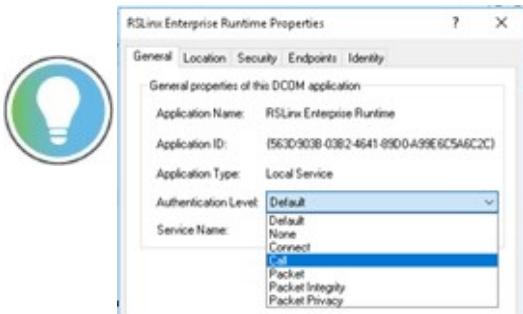 RSLinx Enterprise Runtime Properties ? ×
General Location Security Endpoints Identity
General properties of this DCOM application
Application Name: RSLinx Enterprise Runtime
Application ID: {563D903B-03B2-4641-89D0-A99E6C5A6C2C}
Application Type: Local Service
Authentication Level: Default
Default
Service Name:
None
Connect
Call
Packet
Packet Integrity
Packet Privacy